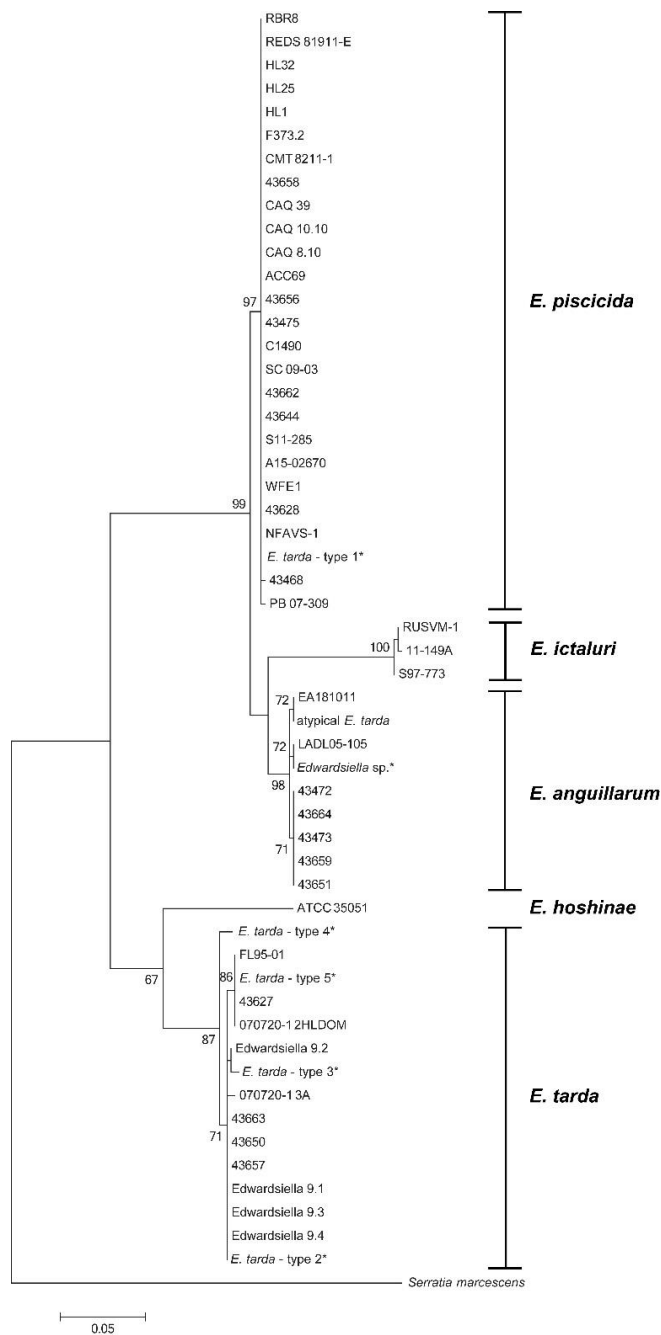 RBR8
REDS 81911-E
HL32
HL25
HL1
F373.2
CMT 8211-1
43658
CAQ 39
CAQ 10.10
CAQ 8.10
ACC69
43656
97
E. piscicida
43475
C1490
SC 09-03
43662
43644
S11-285
A15-02670
WFE1
99
43628
NFAVS-1
E. tarda - type 1*
43468
PB 07-309
RUSVM-1
100
11-149A
E. ictaluri
S97-773
72
EA181011
atypical E. tarda
72
LADL05-105
Edwardsiella sp.*
98
43472
E. anguillarum
43664
43473
71
43659
43651
ATCC 35051
E. hoshinae
E. tarda - type 4*
FL95-01
67
86
E. tarda - type 5*
43627
87
070720-1 2HLDOM
Edwardsiella 9.2
E. tarda - type 3*
070720-1 3A
E. tarda
43663
71
43650
43657
Edwardsiella 9.1
Edwardsiella 9.3
Edwardsiella 9.4
E. tarda - type 2*
Serratia marcescens
0.05